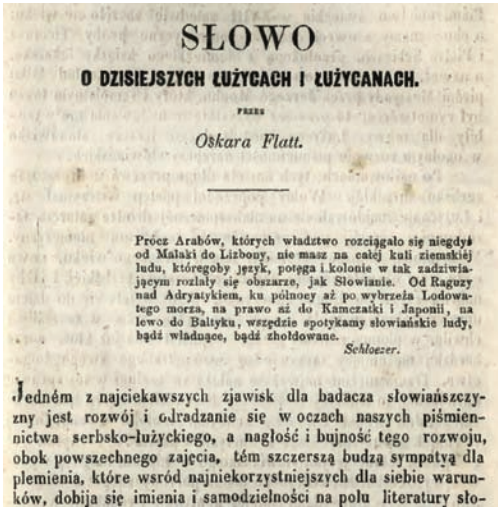 SŁOWO
O DZISIEJSZYCH ŁUŻYCACH I ŁUŻYCANACH.
PRZEZ
Oskara Flatt.
Prócz Arabów, których władztwo rozciągało się niegdyś
od Malaki do Lizbony, nie masz na całej kuli ziemskiéj
ludu, któregoby język, potęga i kolonie w tak zadziwia-
jącym rozlały się obszarze, jak Słowianie. Od Raguzy
nad Adryatykiem, ku północy aż po wybrzeża Lodowa-
tego morza, na prawo aż do Kamczatki i Japonii, na
lewo do Baltyku, wszędzie spotykamy słowiańskie ludy,
bądź władnące, bądź zhołdowane.
Schloezer.
Jedném z najciekawszych zjawisk dla badacza słowiańszczy-
zny jest rozwój i odradzanie się w oczach naszych piśmien-
nictwa serbsko-łużyckiego, a nagłość i bujność tego rozwoju,
obok powszechnego zajęcia, tém szczerszą budzą sympatyą dla
plemienia, które wsród najniekorzystniejszych dla siebie warun-
ków, dobija się imienia i samodzielności na polu literatury sło-